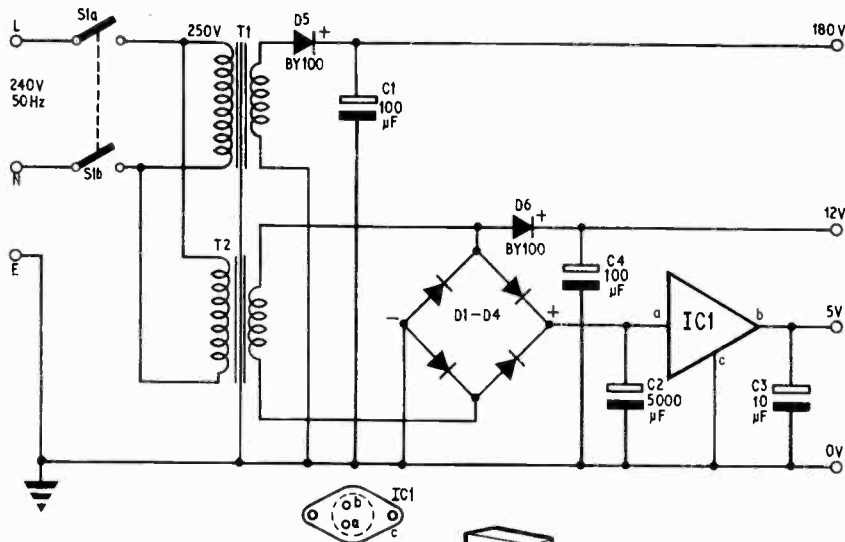 L
S1a
250V
T1
D5
+
BY100
180V
240V
50Hz
C1
100
µF
N
S1b
E
T2
D6
+
BY100
12V
C4
100
µF
-
D1-D4
+
a
IC1
b
c
5V
C2
5000
µF
C3
10
µF
0V
IC1
b
a
c